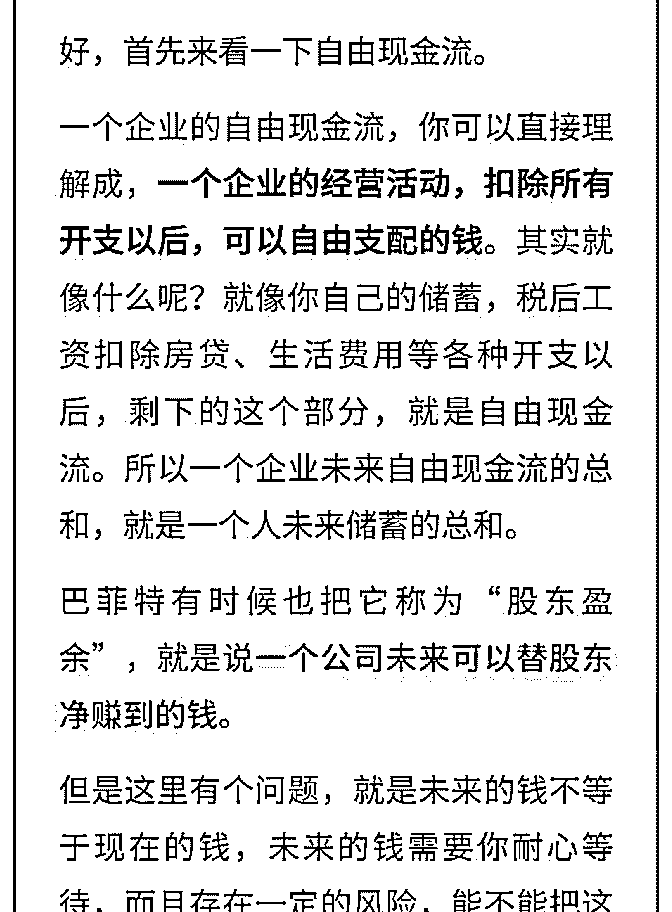 好，首先来看一下自由现金流。
一个企业的自由现金流，你可以直接理
解成，一个企业的经营活动，扣除所有
开支以后，可以自由支配的钱。其实就
像什么呢？就像你自己的储蓄，税后工
资扣除房贷、生活费用等各种开支以
后，剩下的这个部分，就是自由现金
流。所以一个企业未来自由现金流的总
和，就是一个人未来储蓄的总和。
巴菲特有时候也把它称为“股东盈
余”，就是说一个公司未来可以替股东
净赚到的钱。
但是这里有个问题，就是未来的钱不等
于现在的钱，未来的钱需要你耐心等
待，而且存在一定的风险，能不能把这